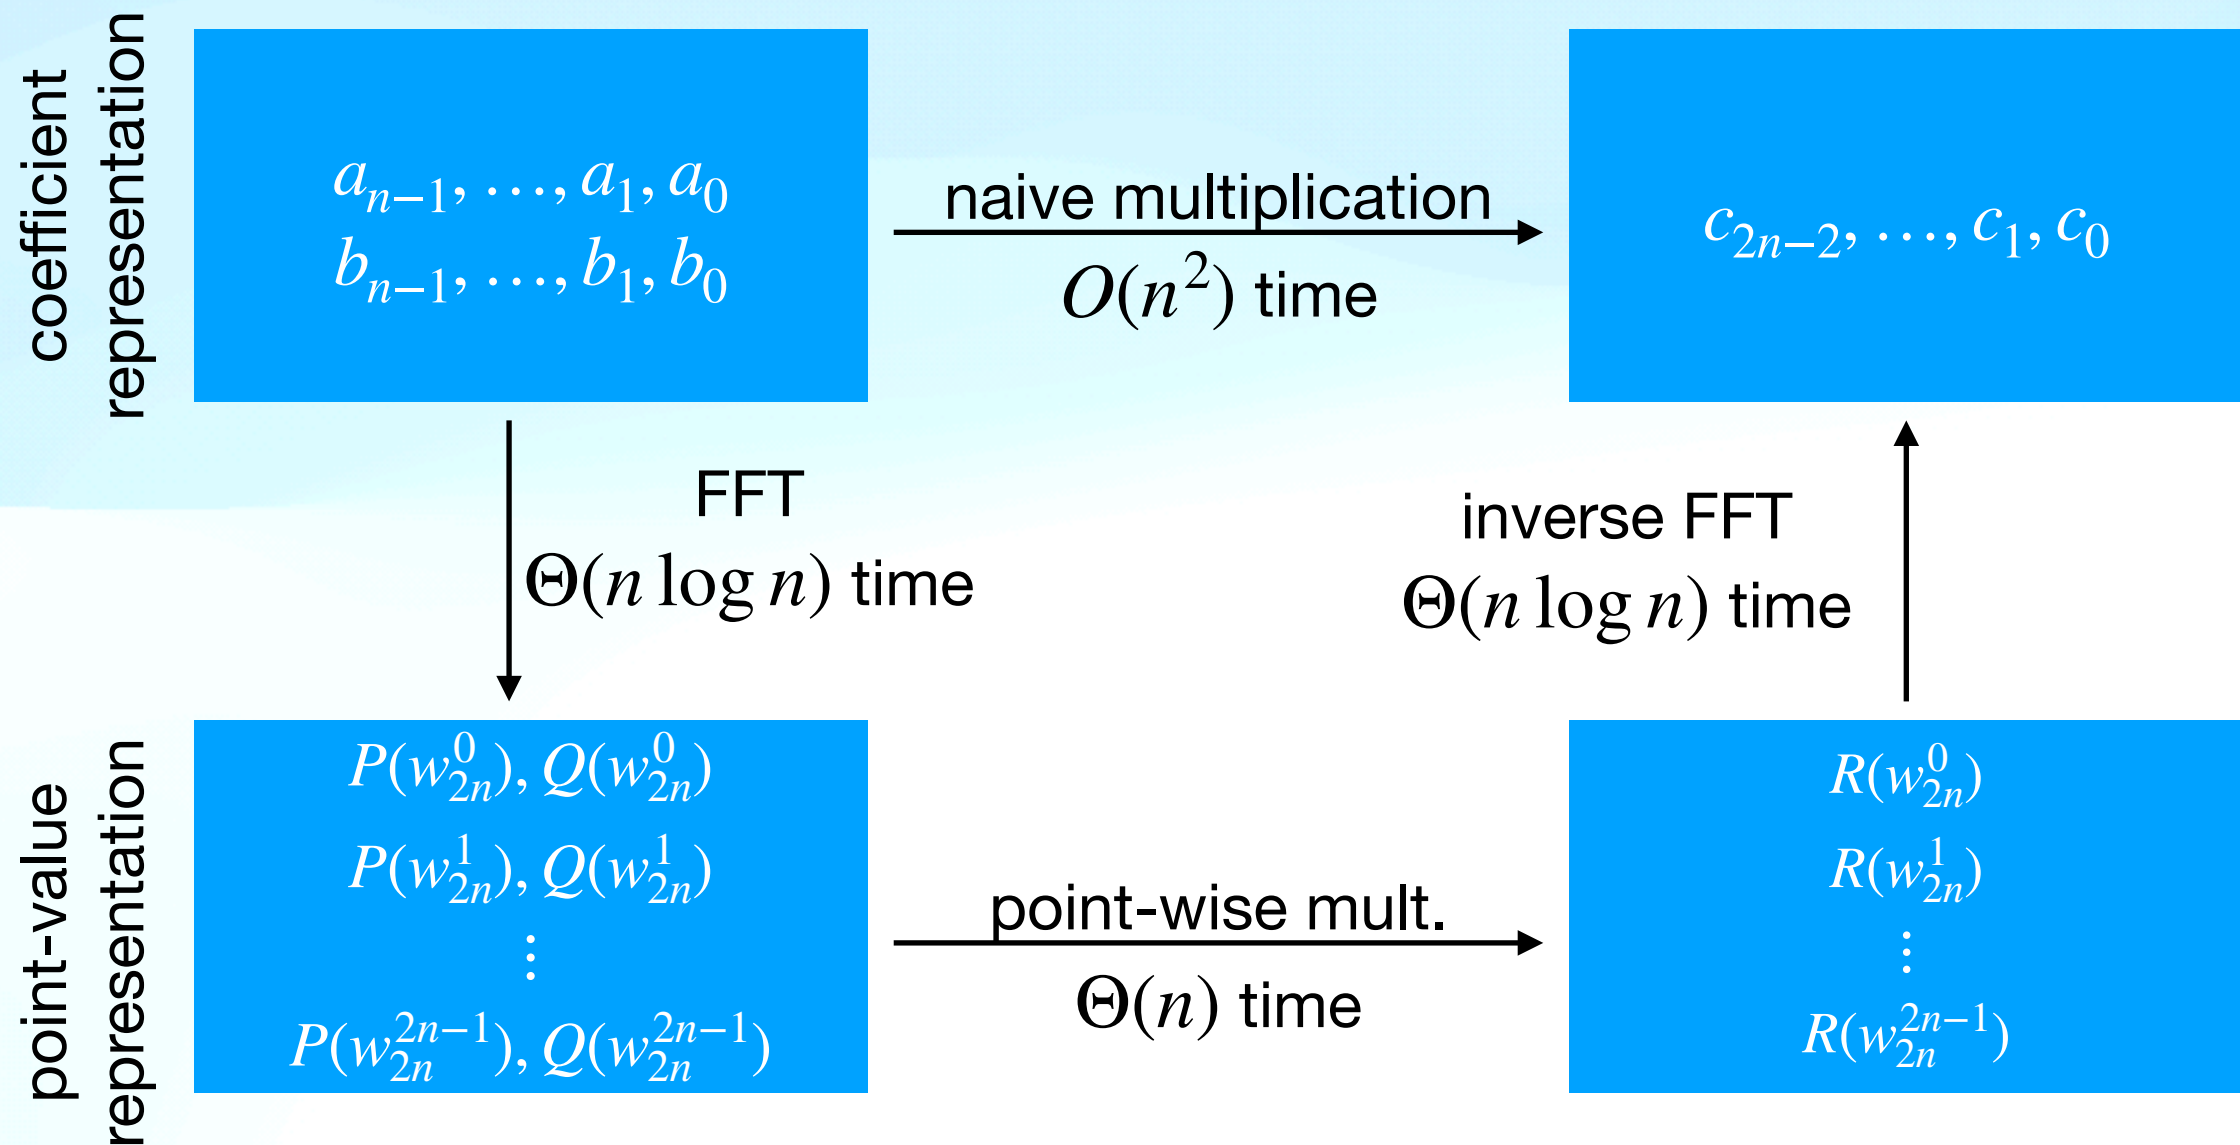 coefficient
representation
a_{n−1}, …, a_1, a_0
b_{n−1}, …, b_1, b_0
naive multiplication
O(n^2) time
c_{2n−2}, …, c_1, c_0
FFT
Θ(n log n) time
inverse FFT
Θ(n log n) time
point-value
representation
P(w_{2n}^0), Q(w_{2n}^0)
P(w_{2n}^1), Q(w_{2n}^1)
⋮
P(w_{2n}^{2n−1}), Q(w_{2n}^{2n−1})
point-wise mult.
Θ(n) time
R(w_{2n}^0)
R(w_{2n}^1)
⋮
R(w_{2n}^{2n−1})